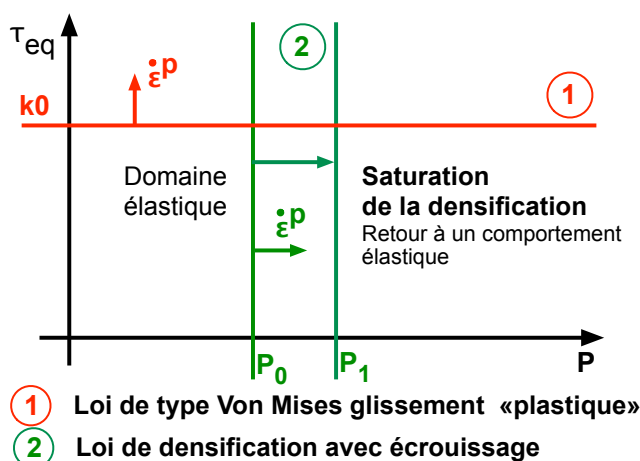 τeq
2
ε̇p
k0
1
Domaine
élastique
Saturation
de la densification
Retour à un comportement
élastique
ε̇p
P0
P1
P
1 Loi de type Von Mises glissement «plastique»
2 Loi de densification avec écrouissage